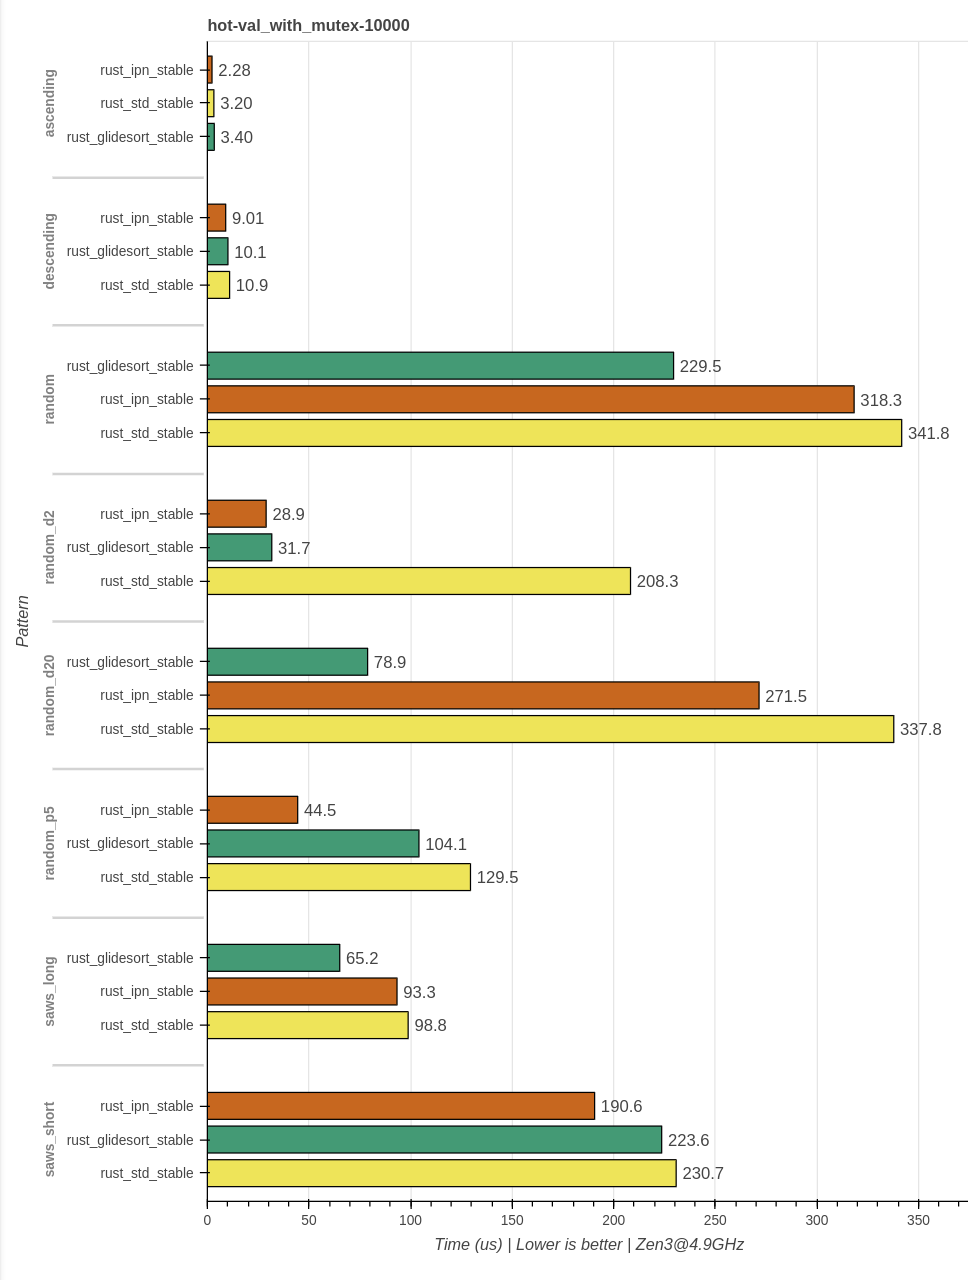 hot-val_with_mutex-10000
ascending
rust_ipn_stable 2.28
rust_std_stable 3.20
rust_glidesort_stable 3.40
descending
rust_ipn_stable 9.01
rust_glidesort_stable 10.1
rust_std_stable 10.9
random
rust_glidesort_stable 229.5
rust_ipn_stable 318.3
rust_std_stable 341.8
random_d2
rust_ipn_stable 28.9
rust_glidesort_stable 31.7
rust_std_stable 208.3
Pattern
random_d20
rust_glidesort_stable 78.9
rust_ipn_stable 271.5
rust_std_stable 337.8
random_p5
rust_ipn_stable 44.5
rust_glidesort_stable 104.1
rust_std_stable 129.5
saws_long
rust_glidesort_stable 65.2
rust_ipn_stable 93.3
rust_std_stable 98.8
saws_short
rust_ipn_stable 190.6
rust_glidesort_stable 223.6
rust_std_stable 230.7
0 50 100 150 200 250 300 350
Time (us) | Lower is better | Zen3@4.9GHz